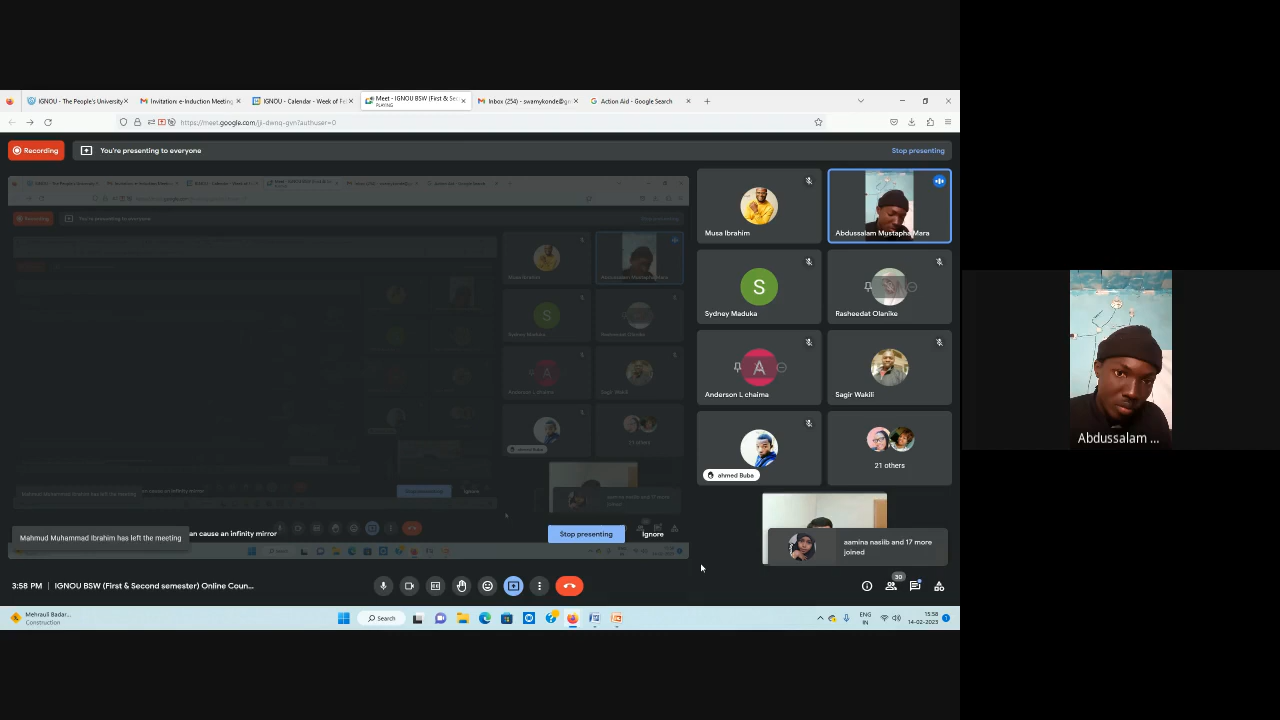 IGNOU - The People's University
Invitation: e-Induction Meeting
IGNOU - Calendar - Week of Fe
Meet - IGNOU BSW (First & Sec
PLAYING
Inbox (254) - swamykonde@gn
Action Aid - Google Search
https://meet.google.com/jji-dwnq-gyn?authuser=0
Recording
You're presenting to everyone
Stop presenting
Musa Ibrahim
Abdussalam Mustapha Mara
S
Sydney Maduka
Rasheedat Olanike
A
Anderson L chaima
Sagir Wakili
ahmed Buba
21 others
Abdussalam ...
Mahmud Muhammad Ibrahim has left the meeting
an cause an infinity mirror
Stop presenting
Ignore
aamina nasiib and 17 more
joined
3:58 PM | IGNOU BSW (First & Second semester) Online Coun...
30
Mehrauli Badar...
Construction
Search
ENG
IN
15:58
14-02-2023